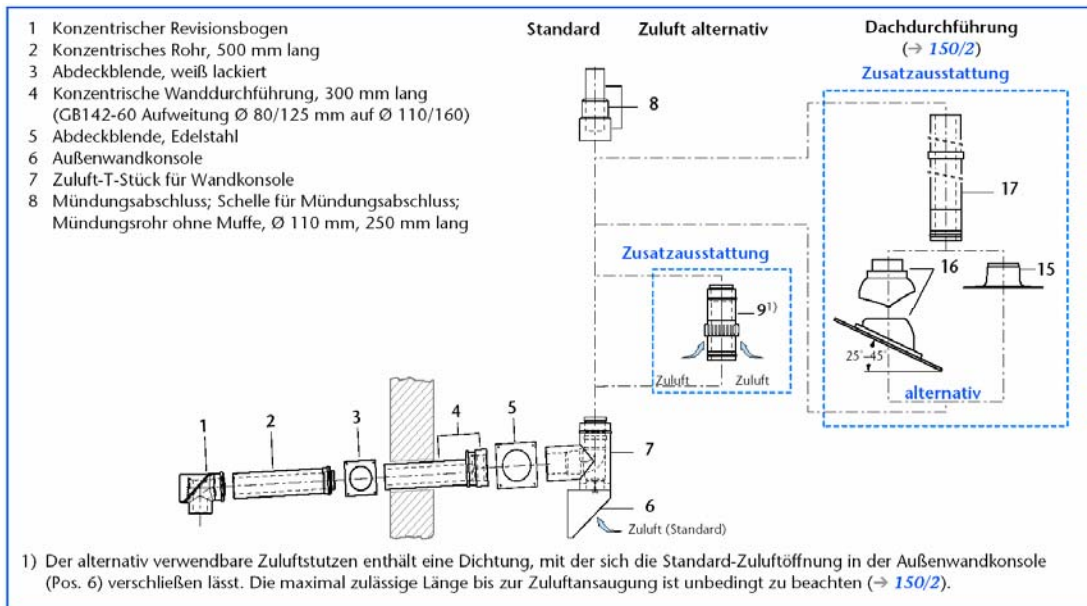 1 Konzentrischer Revisionsbogen
2 Konzentrisches Rohr, 500 mm lang
3 Abdeckblende, weiß lackiert
4 Konzentrische Wanddurchführung, 300 mm lang
(GB142-60 Aufweitung Ø 80/125 mm auf Ø 110/160)
5 Abdeckblende, Edelstahl
6 Außenwandkonsole
7 Zuluft-T-Stück für Wandkonsole
8 Mündungsabschluss; Schelle für Mündungsabschluss;
Mündungsrohr ohne Muffe, Ø 110 mm, 250 mm lang
Standard
Zuluft alternativ
Dachdurchführung
(→ 150/2)
Zusatzausstattung
8
17
Zusatzausstattung
16
15
9¹⁾
25°–45°
Zuluft
Zuluft
alternativ
1
2
3
4
5
7
6
Zuluft (Standard)
1) Der alternativ verwendbare Zuluftstutzen enthält eine Dichtung, mit der sich die Standard-Zuluftöffnung in der Außenwandkonsole
(Pos. 6) verschließen lässt. Die maximal zulässige Länge bis zur Zuluftansaugung ist unbedingt zu beachten (→ 150/2).